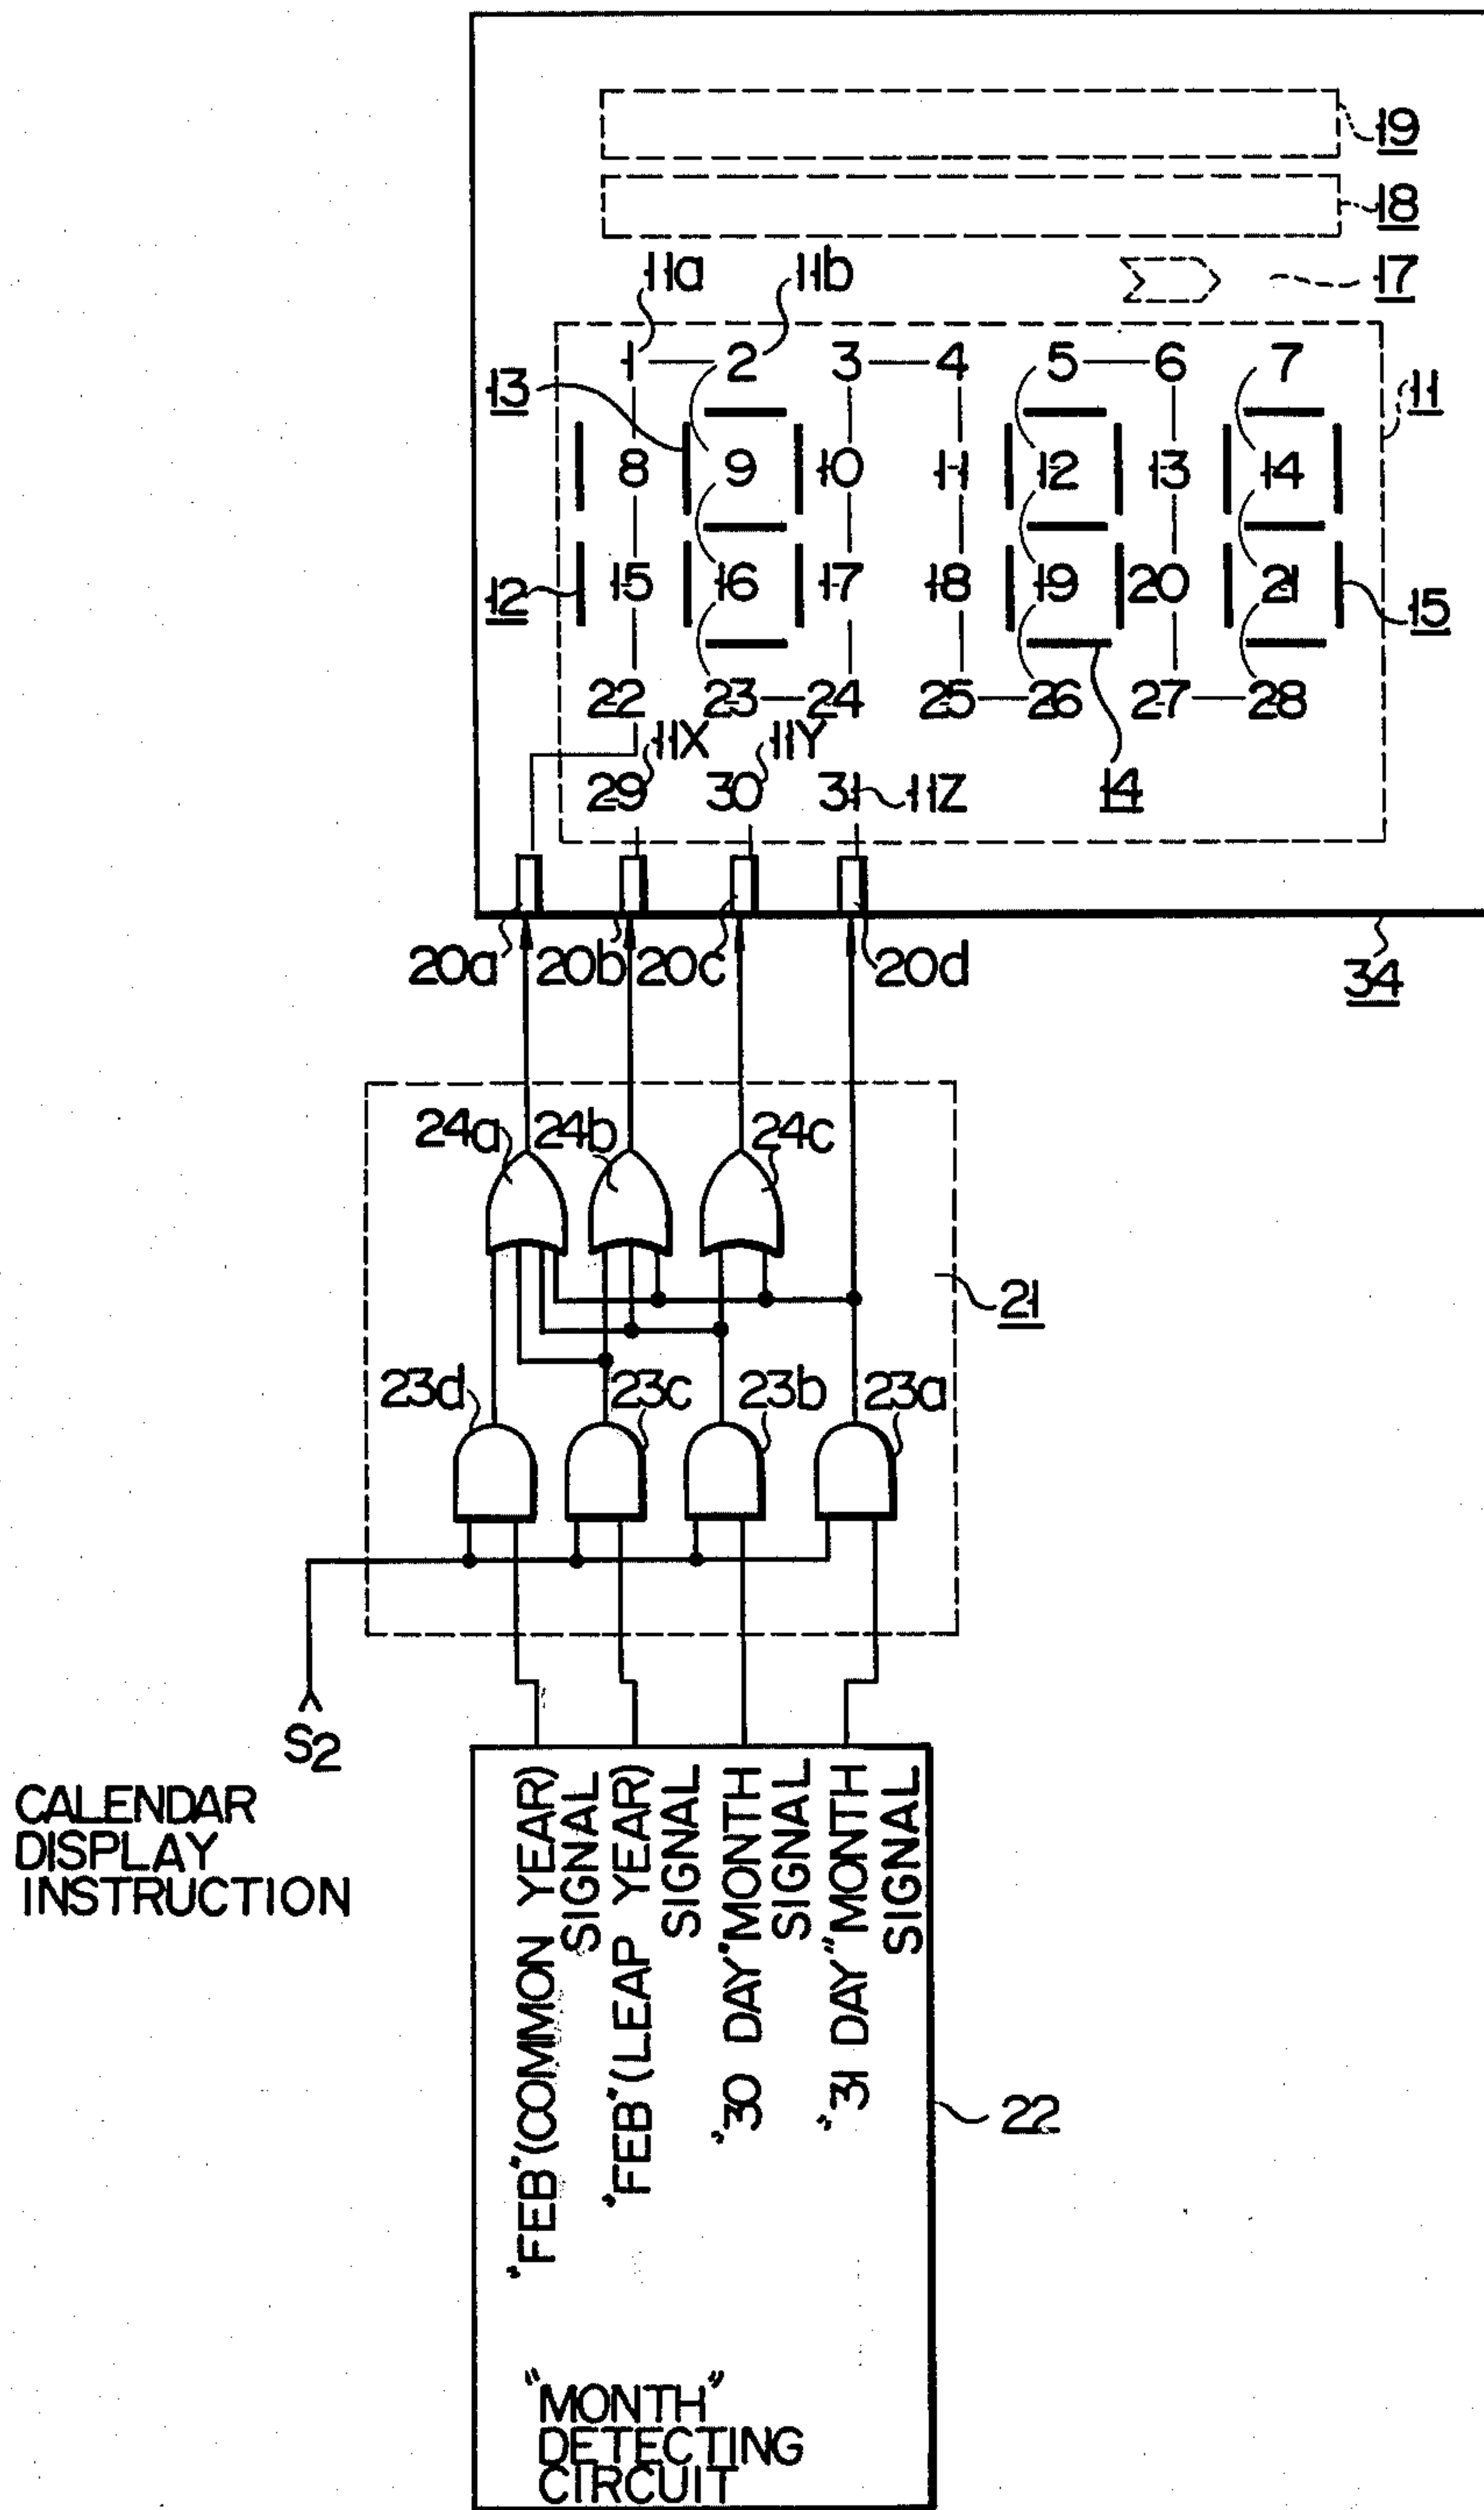 19
18
17
11a 11b
1 2 3 4 5 6 7
13 11
8 9 10 11 12 13 14
12 15 16 17 18 19 20 21 15
22 23 24 25 26 27 28
11X 11Y
29 30 31 11Z 14
20a 20b 20c 20d 34
24a 24b 24c
21
23d 23c 23b 23a
S2
CALENDAR
DISPLAY
INSTRUCTION
"FEB"(COMMON YEAR)
SIGNAL
"FEB"(LEAP YEAR)
SIGNAL
"30 DAY"MONTH
SIGNAL
"31 DAY"MONTH
SIGNAL
22
"MONTH"
DETECTING
CIRCUIT